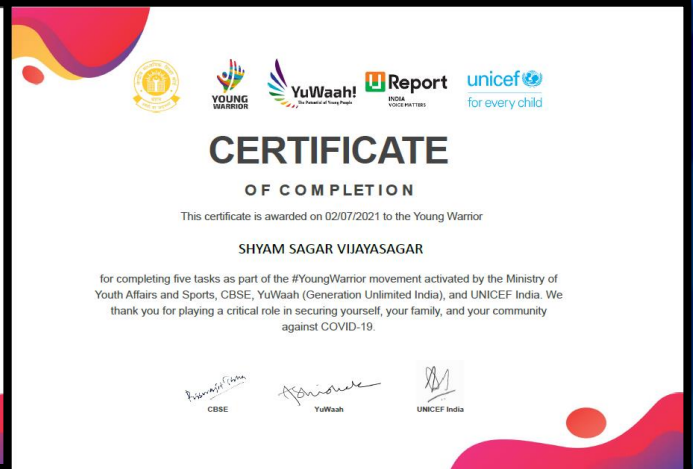 YOUNG
WARRIOR
YuWaah!
The Potential of Young People
U Report
INDIA
VOICE MATTERS
unicef
for every child
CERTIFICATE
OF COMPLETION
This certificate is awarded on 02/07/2021 to the Young Warrior
SHYAM SAGAR VIJAYASAGAR
for completing five tasks as part of the #YoungWarrior movement activated by the Ministry of
Youth Affairs and Sports, CBSE, YuWaah (Generation Unlimited India), and UNICEF India. We
thank you for playing a critical role in securing yourself, your family, and your community
against COVID-19.
CBSE
YuWaah
UNICEF India